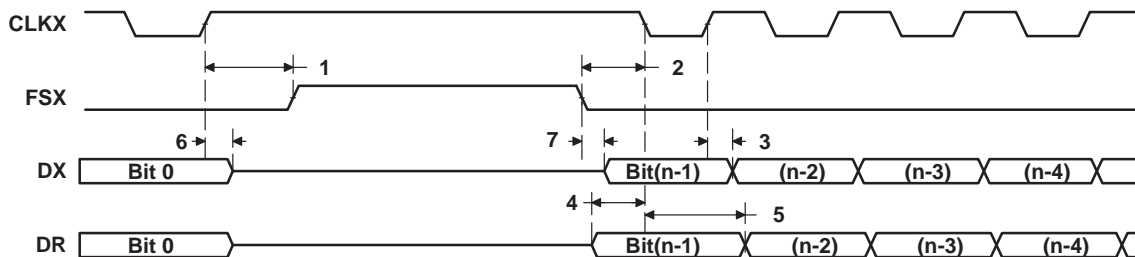 CLKX
1 2
FSX
6 7 3
DX Bit 0 Bit(n-1) (n-2) (n-3) (n-4)
4 5
DR Bit 0 Bit(n-1) (n-2) (n-3) (n-4)